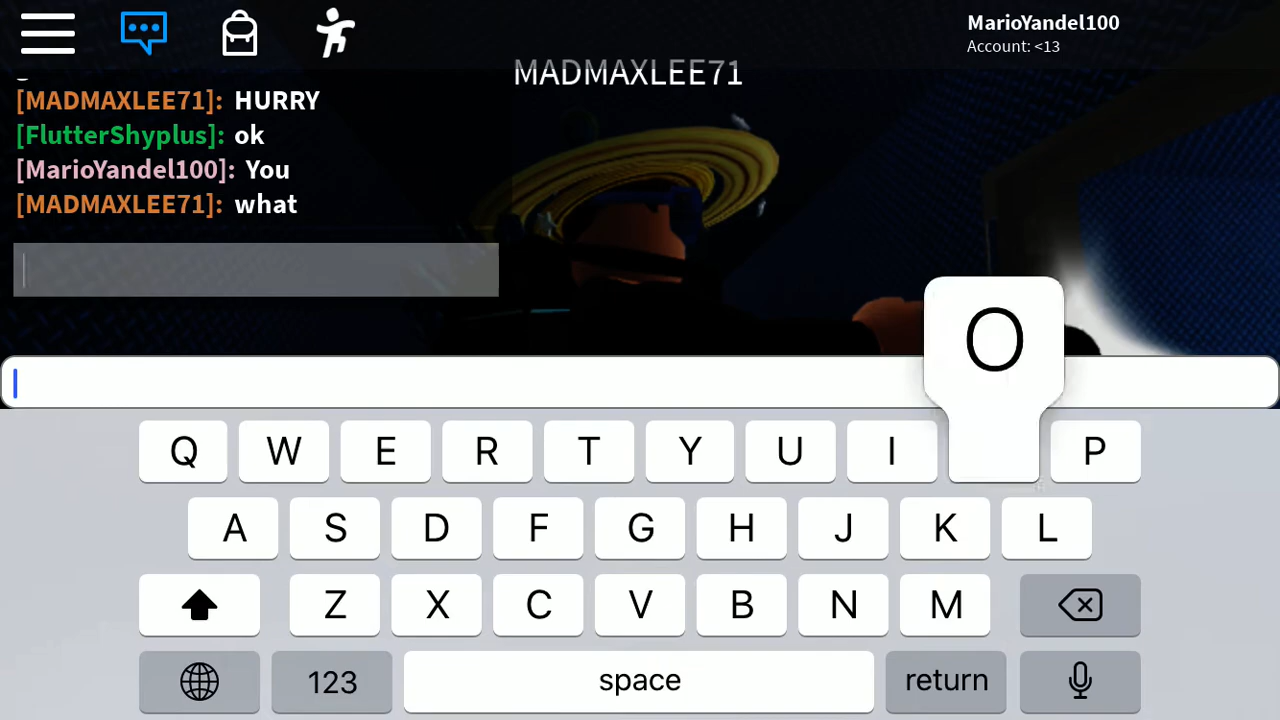 MarioYandel100
Account: <13
MADMAXLEE71
[MADMAXLEE71]: HURRY
[FlutterShyplus]: ok
[MarioYandel100]: You
[MADMAXLEE71]: what
O
Q W E R T Y U I P
A S D F G H J K L
Z X C V B N M
123 space return